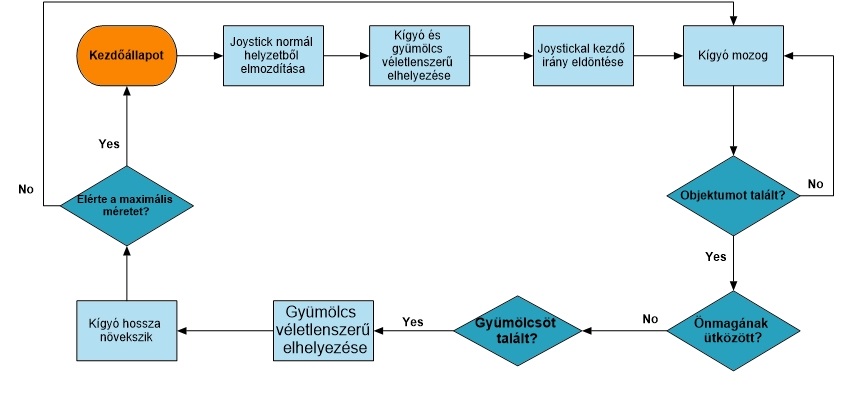 Kezdőállapot
Joystick normál
helyzetből
elmozdítása
Kígyó és
gyümölcs
véletlenszerű
elhelyezése
Joystickal kezdő
irány eldöntése
Kígyó mozog
Yes
No
Elérte a maximális
méretet?
Objektumot talált?
No
Yes
Kígyó hossza
növekszik
Gyümölcs
véletlenszerű
elhelyezése
Yes
Gyümölcsöt
talált?
No
Önmagának
ütközött?